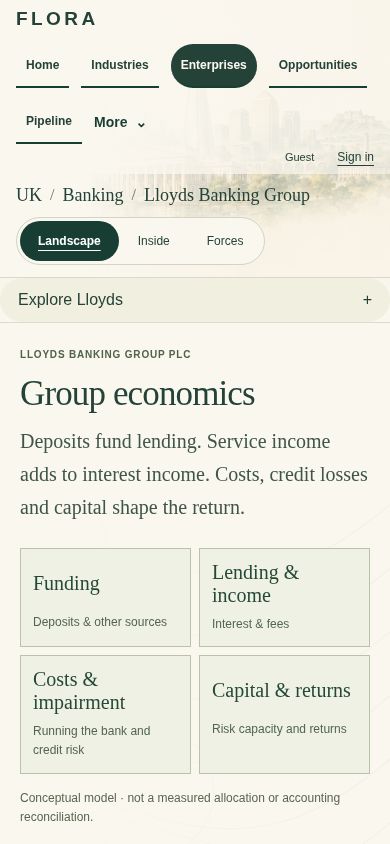 FLORA
Home Industries Enterprises Opportunities
Pipeline More
Guest Sign in
UK / Banking / Lloyds Banking Group
Landscape Inside Forces
Explore Lloyds +
LLOYDS BANKING GROUP PLC
Group economics
Deposits fund lending. Service income
adds to interest income. Costs, credit losses
and capital shape the return.
Funding
Deposits & other sources
Lending &
income
Interest & fees
Costs &
impairment
Running the bank and
credit risk
Capital & returns
Risk capacity and returns
Conceptual model · not a measured allocation or accounting
reconciliation.